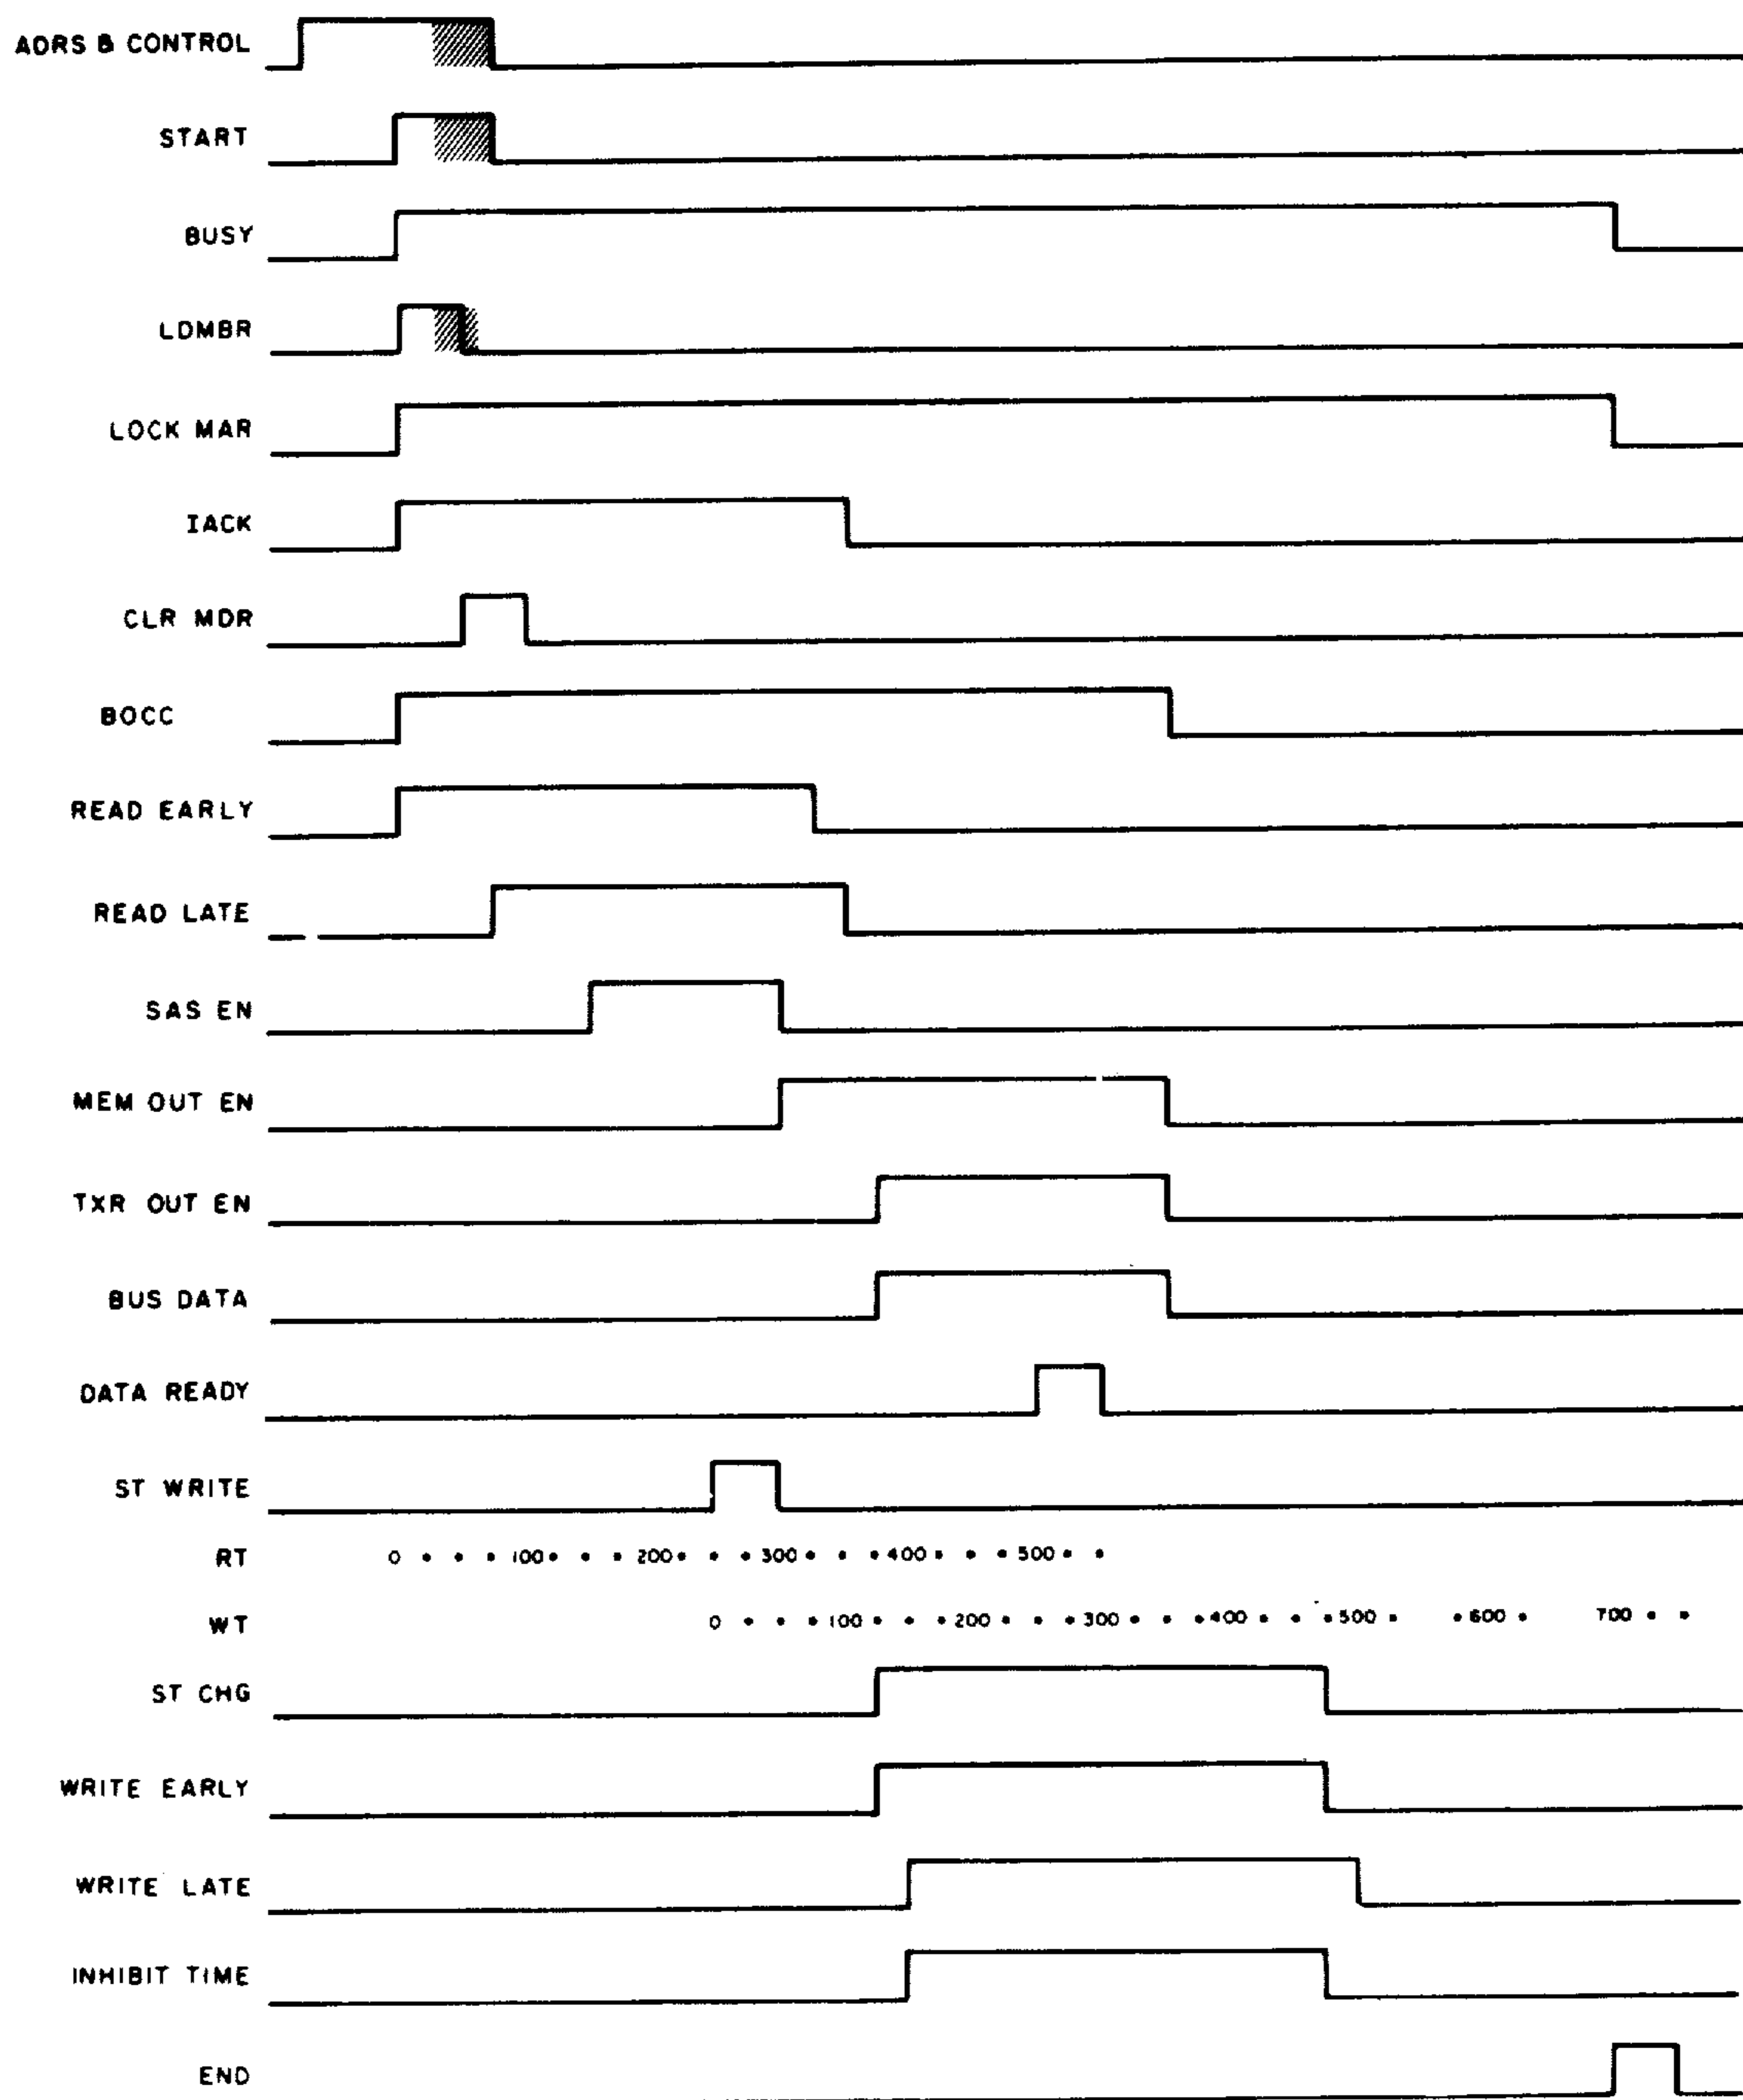 ADRS & CONTROL
START
BUSY
LDMBR
LOCK MAR
IACK
CLR MDR
BOCC
READ EARLY
READ LATE
SAS EN
MEM OUT EN
TXR OUT EN
BUS DATA
DATA READY
ST WRITE
RT 0 • • • 100 • • • 200 • • • 300 • • • 400 • • • 500 • •
WT 0 • • • 100 • • • 200 • • • 300 • • • 400 • • • 500 • • 600 • 700 • •
ST CHG
WRITE EARLY
WRITE LATE
INHIBIT TIME
END